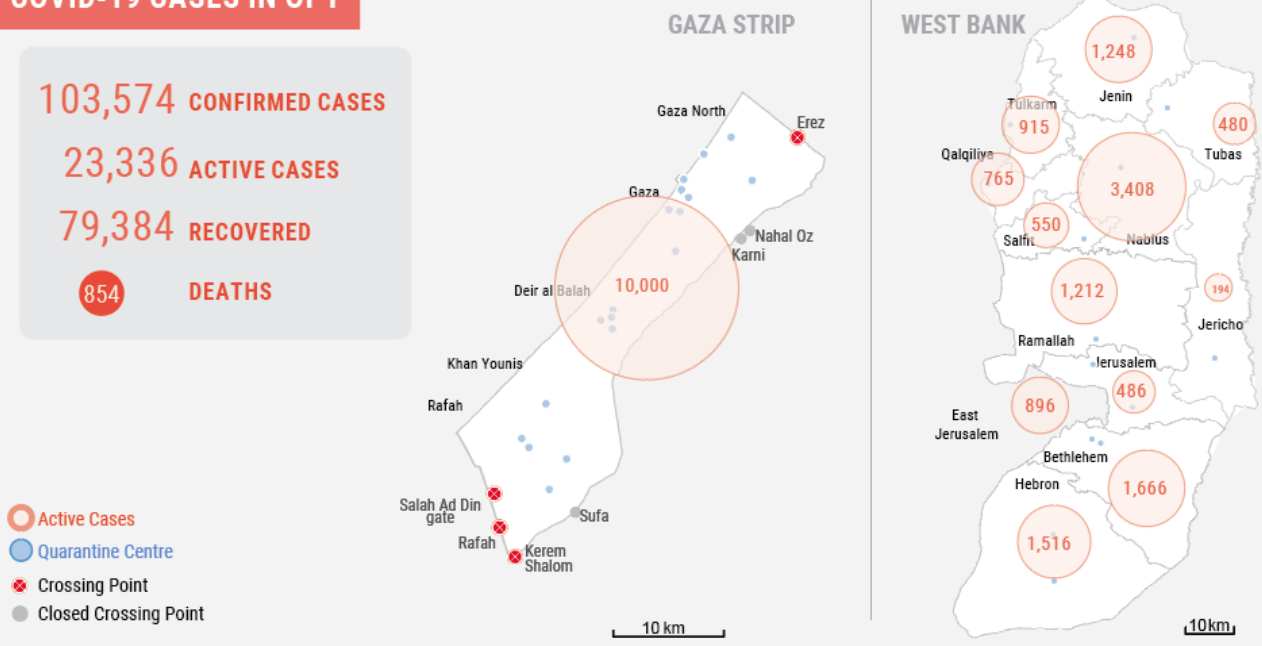 COVID-19 CASES IN OPT
103,574 CONFIRMED CASES
23,336 ACTIVE CASES
79,384 RECOVERED
854 DEATHS
GAZA STRIP
Gaza North
Erez
Gaza
Nahal Oz
Karni
Deir al Balah
10,000
Khan Younis
Rafah
Salah Ad Din
gate
Rafah
Sufa
Kerem
Shalom
10 km
Active Cases
Quarantine Centre
Crossing Point
Closed Crossing Point
WEST BANK
1,248
Jenin
Tulkarm
915
480
Tubas
Qalqiliya
765
3,408
550
Salfit
Nablus
1,212
194
Jericho
Ramallah
Jerusalem
486
896
East
Jerusalem
Bethlehem
Hebron
1,666
1,516
10km